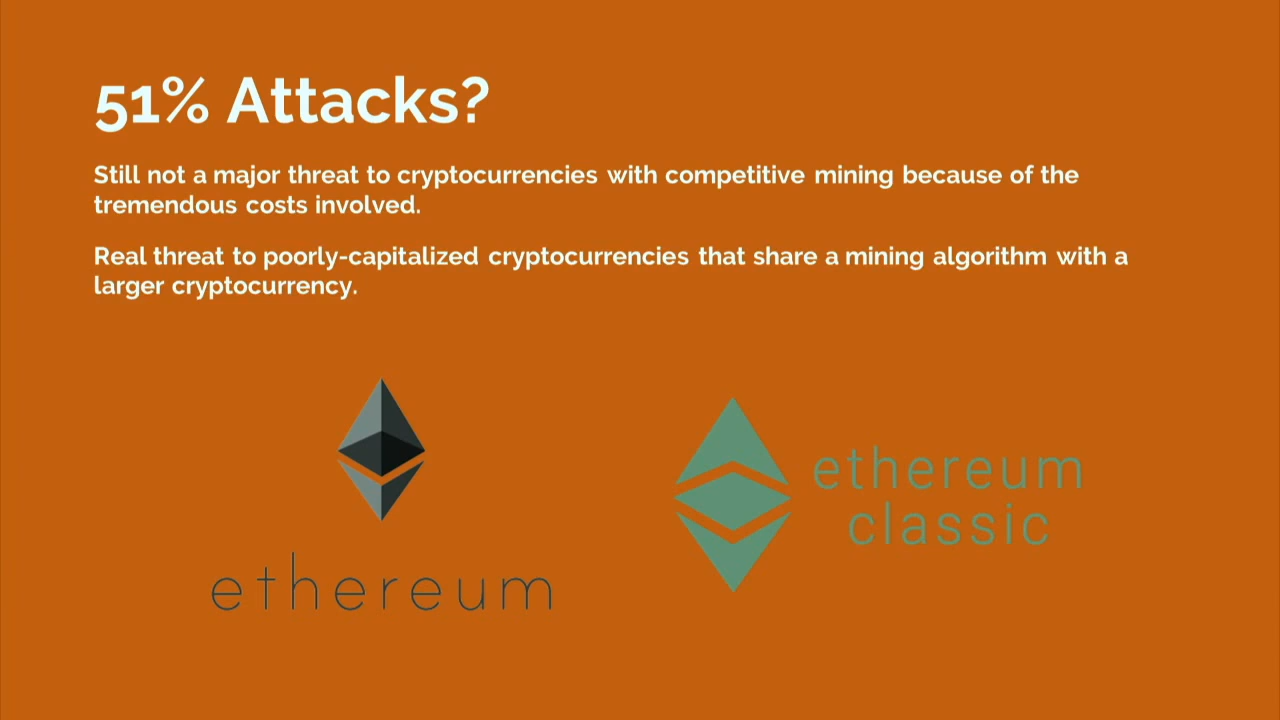 51% Attacks?
Still not a major threat to cryptocurrencies with competitive mining because of the
tremendous costs involved.
Real threat to poorly-capitalized cryptocurrencies that share a mining algorithm with a
larger cryptocurrency.
ethereum
classic
ethereum